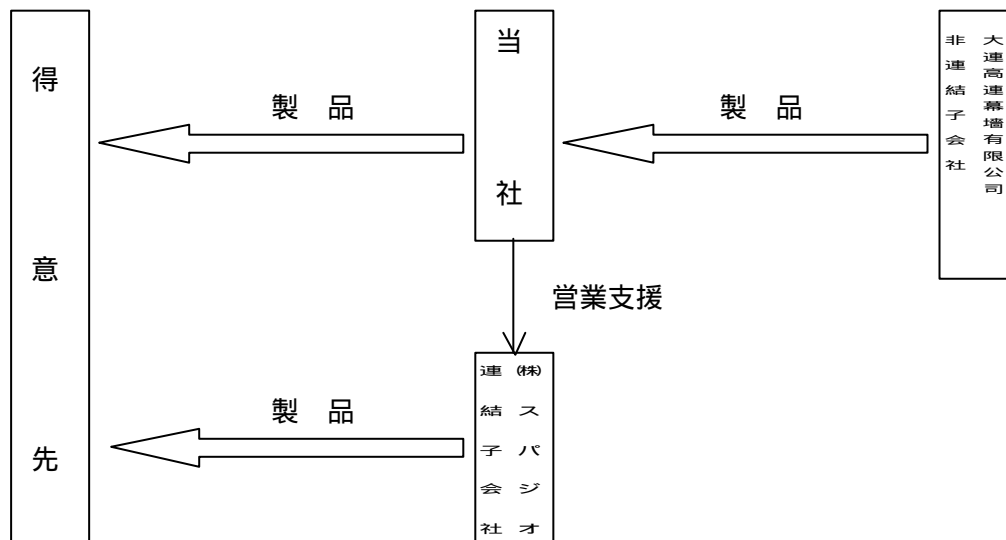 得意先
製　品
当社
製　品
大連高連幕墻有限公司
非連結子会社
営業支援
製　品
(株)スパジオ
連結子会社